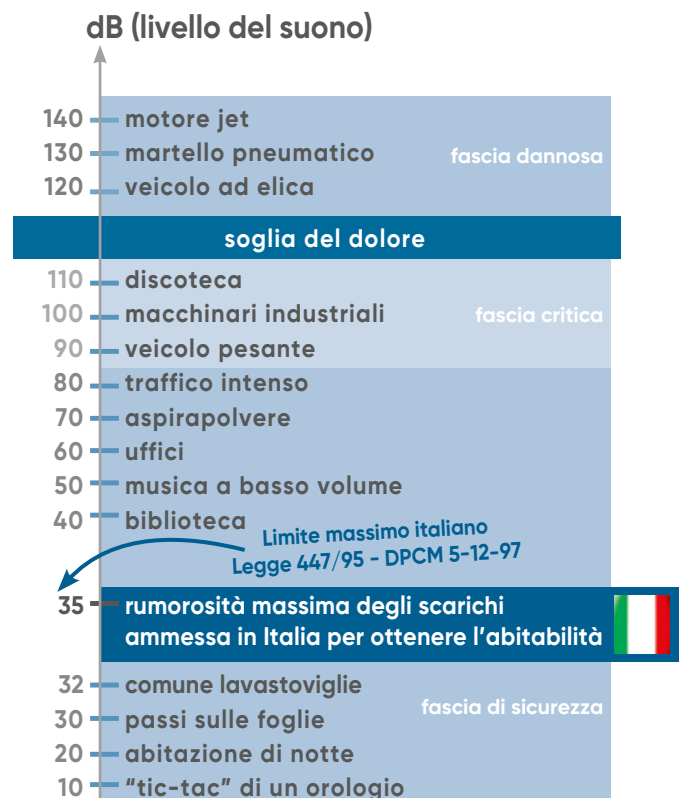 dB (livello del suono)
140 motore jet
130 martello pneumatico fascia dannosa
120 veicolo ad elica
soglia del dolore
110 discoteca
100 macchinari industriali fascia critica
90 veicolo pesante
80 traffico intenso
70 aspirapolvere
60 uffici
50 musica a basso volume
40 biblioteca
Limite massimo italiano
Legge 447/95 - DPCM 5-12-97
35 rumorosità massima degli scarichi
ammessa in Italia per ottenere l'abitabilità
32 comune lavastoviglie
fascia di sicurezza
30 passi sulle foglie
20 abitazione di notte
10 “tic-tac” di un orologio